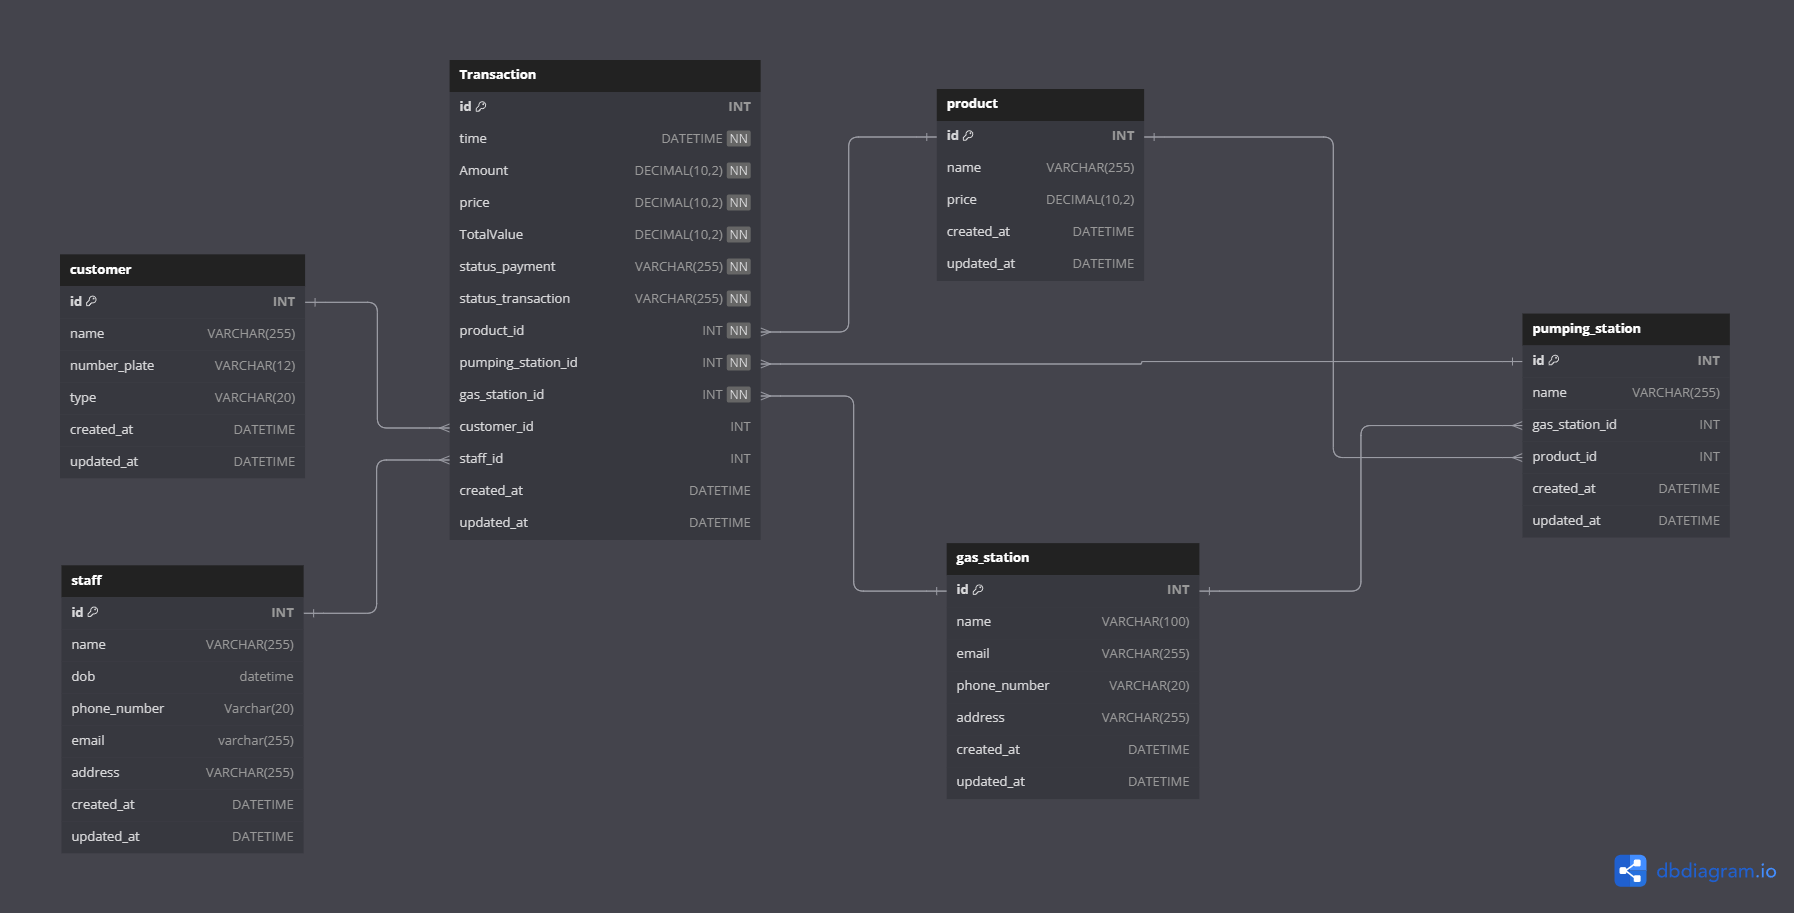 Transaction
id INT
time DATETIME NN
Amount DECIMAL(10,2) NN
price DECIMAL(10,2) NN
TotalValue DECIMAL(10,2) NN
status_payment VARCHAR(255) NN
status_transaction VARCHAR(255) NN
product_id INT NN
pumping_station_id INT NN
gas_station_id INT NN
customer_id INT
staff_id INT
created_at DATETIME
updated_at DATETIME
product
id INT
name VARCHAR(255)
price DECIMAL(10,2)
created_at DATETIME
updated_at DATETIME
customer
id INT
name VARCHAR(255)
number_plate VARCHAR(12)
type VARCHAR(20)
created_at DATETIME
updated_at DATETIME
pumping_station
id INT
name VARCHAR(255)
gas_station_id INT
product_id INT
created_at DATETIME
updated_at DATETIME
staff
id INT
name VARCHAR(255)
dob datetime
phone_number Varchar(20)
email varchar(255)
address VARCHAR(255)
created_at DATETIME
updated_at DATETIME
gas_station
id INT
name VARCHAR(100)
email VARCHAR(255)
phone_number VARCHAR(20)
address VARCHAR(255)
created_at DATETIME
updated_at DATETIME
dbdiagram.io